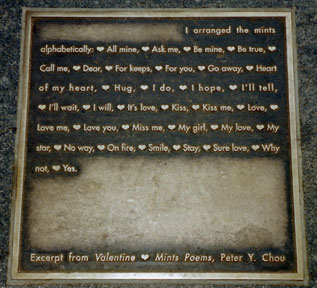 I arranged the mints
alphabetically: ❤ All mine, ❤ Ask me, ❤ Be mine, ❤ Be true, ❤
Call me, ❤ Dear, ❤ For keeps, ❤ For you, ❤ Go away, ❤ Heart
of my heart, ❤ Hug, ❤ I do, ❤ I hope, ❤ I'll tell,
❤ I'll wait, ❤ I will, ❤ It's love, ❤ Kiss, ❤ Kiss me, ❤ Love, ❤
Love me, ❤ Love you, ❤ Miss me, ❤ My girl, ❤ My love, ❤ My
star, ❤ No way, ❤ On fire, ❤ Smile, ❤ Stay, ❤ Sure love, ❤ Why
not, ❤ Yes.
Excerpt from Valentine ❤ Mints Poems, Peter Y. Chou